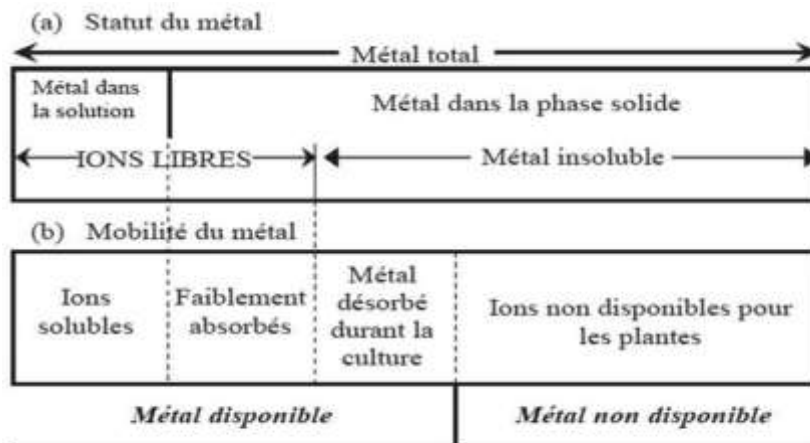 (a) Statut du métal
Métal total
Métal dans
la solution
Métal dans la phase solide
IONS LIBRES
Métal insoluble
(b) Mobilité du métal
Ions
solubles
Faiblement
absorbés
Métal
désorbé
durant la
culture
Ions non disponibles pour
les plantes
Métal disponible
Métal non disponible